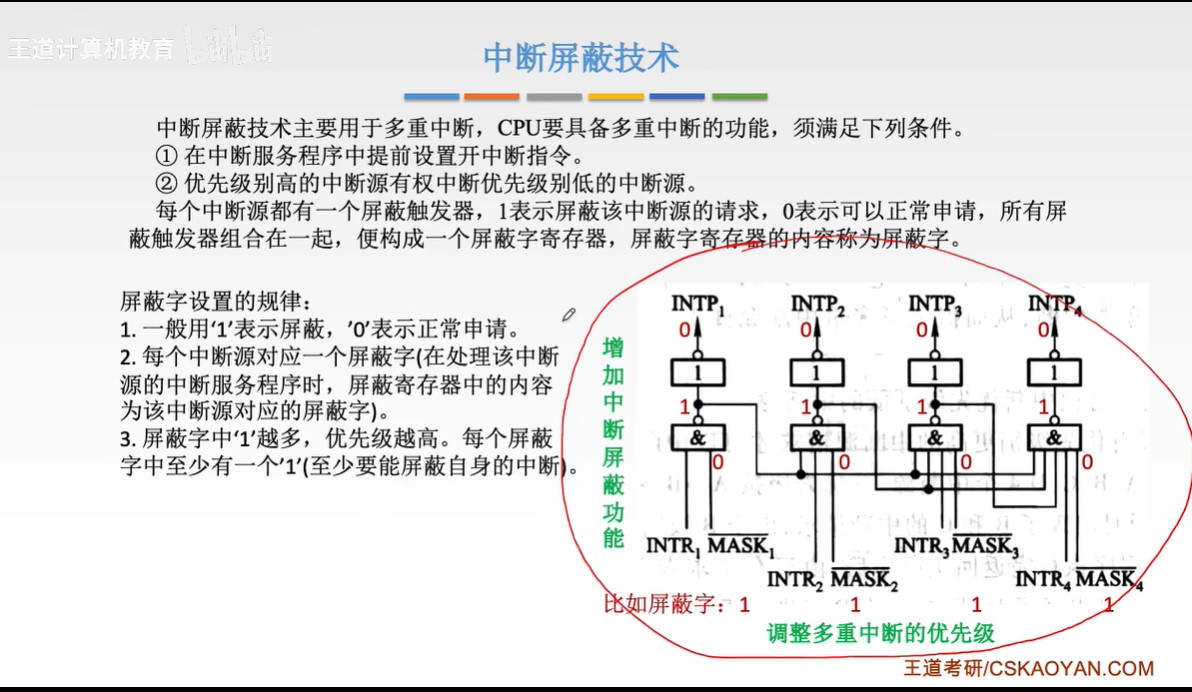 王道计算机教育
中断屏蔽技术
中断屏蔽技术主要用于多重中断，CPU要具备多重中断的功能，须满足下列条件。
① 在中断服务程序中提前设置开中断指令。
② 优先级别高的中断源有权中断优先级别低的中断源。
每个中断源都有一个屏蔽触发器，1表示屏蔽该中断源的请求，0表示可以正常申请，所有屏
蔽触发器组合在一起，便构成一个屏蔽字寄存器，屏蔽字寄存器的内容称为屏蔽字。
屏蔽字设置的规律：
1. 一般用‘1’表示屏蔽，’0’表示正常申请。
2. 每个中断源对应一个屏蔽字(在处理该中断
源的中断服务程序时，屏蔽寄存器中的内容
为该中断源对应的屏蔽字)。
3. 屏蔽字中‘1’越多，优先级越高。每个屏蔽
字中至少有一个’1’(至少要能屏蔽自身的中断)。
增加中断屏蔽功能
INTP₁ INTP₂ INTP₃ INTP₄
0 0 0 0
1 1 1 1
1 1 1 1
& & & &
0 0 0 0
INTR₁ MASK₁ INTR₃ MASK₃
INTR₂ MASK₂ INTR₄ MASK₄
比如屏蔽字：1 1 1 1
调整多重中断的优先级
王道考研/CSKAOYAN.COM